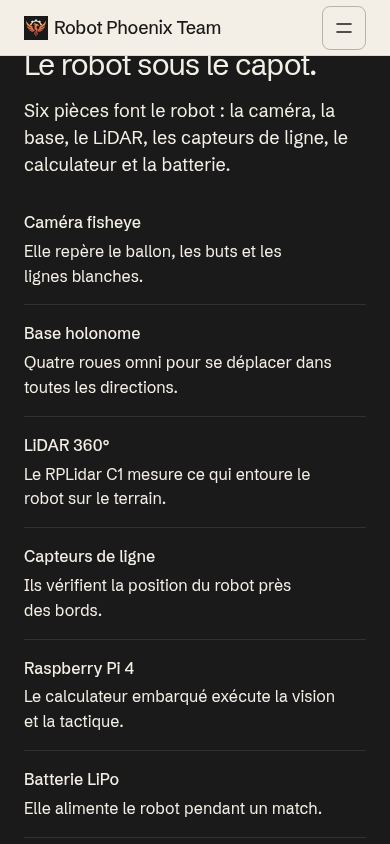 Robot Phoenix Team
Le robot sous le capot.
Six pièces font le robot : la caméra, la
base, le LiDAR, les capteurs de ligne, le
calculateur et la batterie.
Caméra fisheye
Elle repère le ballon, les buts et les
lignes blanches.
Base holonome
Quatre roues omni pour se déplacer dans
toutes les directions.
LiDAR 360°
Le RPLidar C1 mesure ce qui entoure le
robot sur le terrain.
Capteurs de ligne
Ils vérifient la position du robot près
des bords.
Raspberry Pi 4
Le calculateur embarqué exécute la vision
et la tactique.
Batterie LiPo
Elle alimente le robot pendant un match.